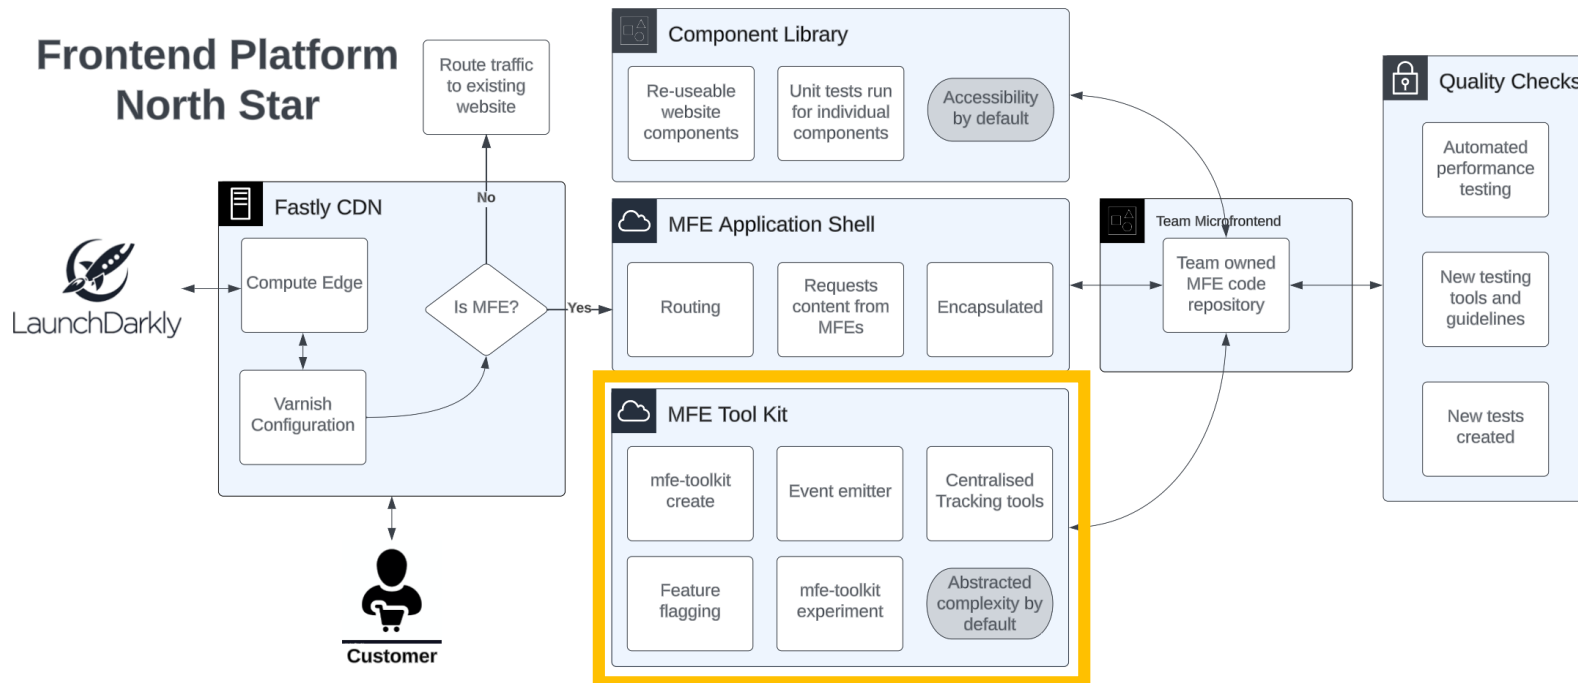 Frontend Platform
North Star
Route traffic
to existing
website
No
Fastly CDN
Compute Edge
Varnish
Configuration
Is MFE?
Yes
LaunchDarkly
Customer
Component Library
Re-useable
website
components
Unit tests run
for individual
components
Accessibility
by default
MFE Application Shell
Routing
Requests
content from
MFEs
Encapsulated
MFE Tool Kit
mfe-toolkit
create
Event emitter
Centralised
Tracking tools
Feature
flagging
mfe-toolkit
experiment
Abstracted
complexity by
default
Team Microfrontend
Team owned
MFE code
repository
Quality Checks
Automated
performance
testing
New testing
tools and
guidelines
New tests
created